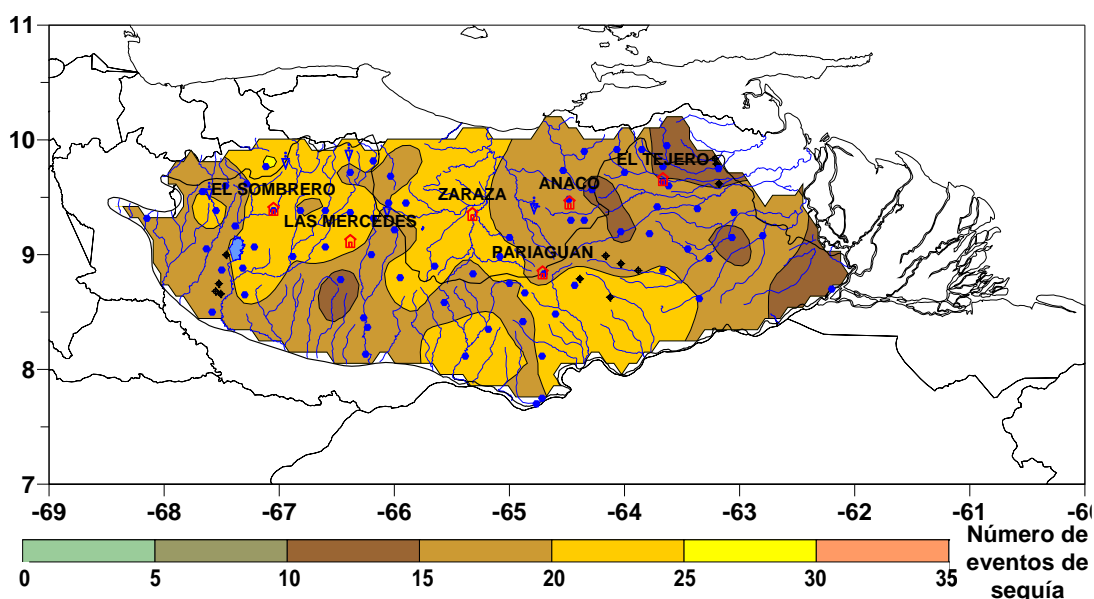 11
10
9
8
7
EL TEJERO
EL SOMBRERO
ZARAZA
ANACO
LAS MERCEDES
PARIAGUAN
-69 -68 -67 -66 -65 -64 -63 -62 -61 -60
0 5 10 15 20 25 30 35
Número de
eventos de
sequía